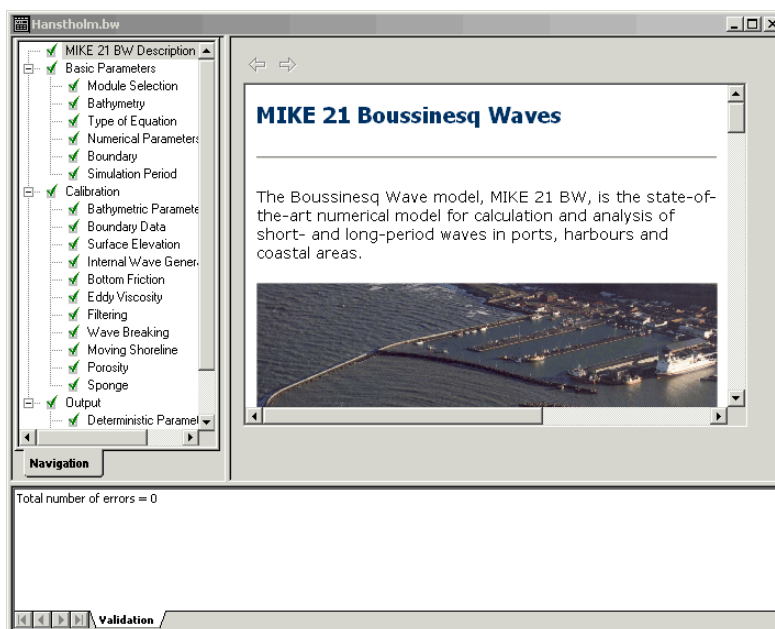 Hanstholm.bw
MIKE 21 BW Description
Basic Parameters
Module Selection
Bathymetry
Type of Equation
Numerical Parameters
Boundary
Simulation Period
Calibration
Bathymetric Paramete
Boundary Data
Surface Elevation
Internal Wave Gener
Bottom Friction
Eddy Viscosity
Filtering
Wave Breaking
Moving Shoreline
Porosity
Sponge
Output
Deterministic Paramet
Navigation
MIKE 21 Boussinesq Waves
The Boussinesq Wave model, MIKE 21 BW, is the state-of-
the-art numerical model for calculation and analysis of
short- and long-period waves in ports, harbours and
coastal areas.
Total number of errors = 0
Validation